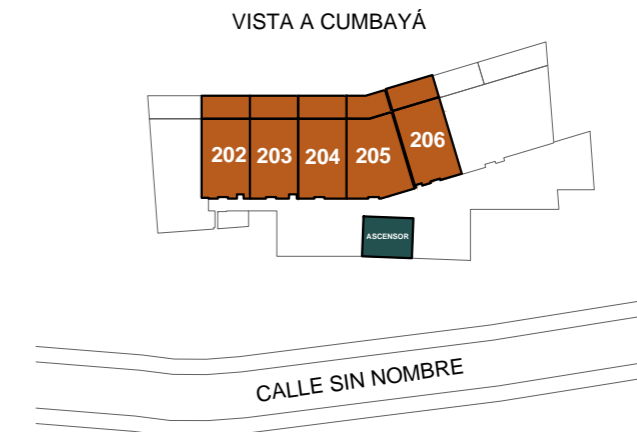 VISTA A CUMBAYÁ
202 203 204 205 206
ASCENSOR
CALLE SIN NOMBRE